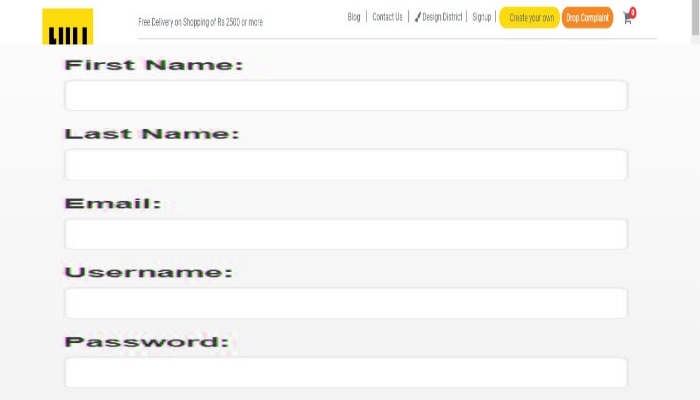 Free Delivery on Shopping of Rs 2500 or more
Blog | Contact Us | Design District | Signup | Create your own Drop Complaint 0
First Name:
Last Name:
Email:
Username:
Password: